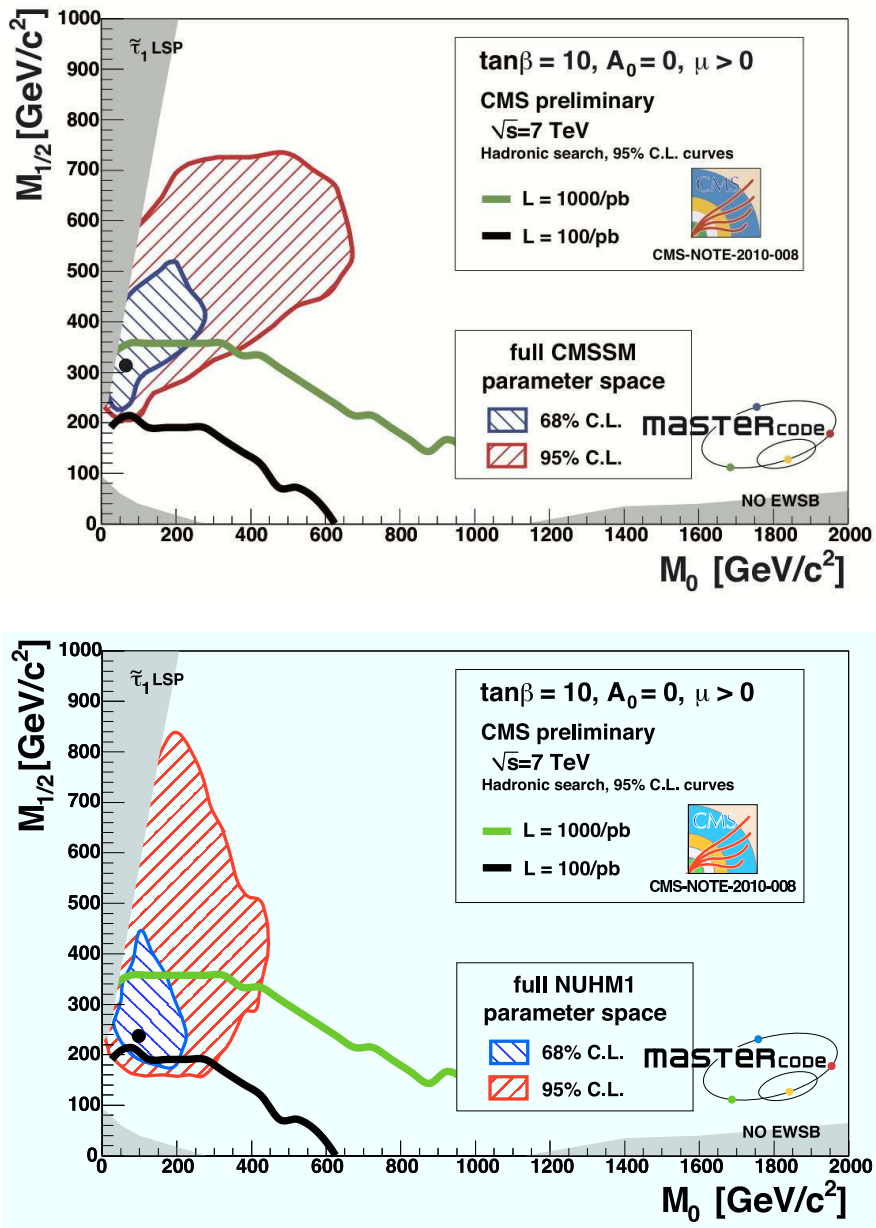 1000
900
800
700
600
500
400
300
200
100
0
M1/2 [GeV/c²]
τ̃₁ LSP
tanβ = 10, A₀ = 0, μ > 0
CMS preliminary
√s=7 TeV
Hadronic search, 95% C.L. curves
L = 1000/pb
L = 100/pb
CMS
CMS-NOTE-2010-008
full CMSSM
parameter space
68% C.L.
95% C.L.
masTERcode
NO EWSB
0 200 400 600 800 1000 1200 1400 1600 1800 2000
M₀ [GeV/c²]
1000
900
800
700
600
500
400
300
200
100
0
M1/2 [GeV/c²]
τ̃₁ LSP
tanβ = 10, A₀ = 0, μ > 0
CMS preliminary
√s=7 TeV
Hadronic search, 95% C.L. curves
L = 1000/pb
L = 100/pb
CMS
CMS-NOTE-2010-008
full NUHM1
parameter space
68% C.L.
95% C.L.
masTERcode
NO EWSB
0 200 400 600 800 1000 1200 1400 1600 1800 2000
M₀ [GeV/c²]